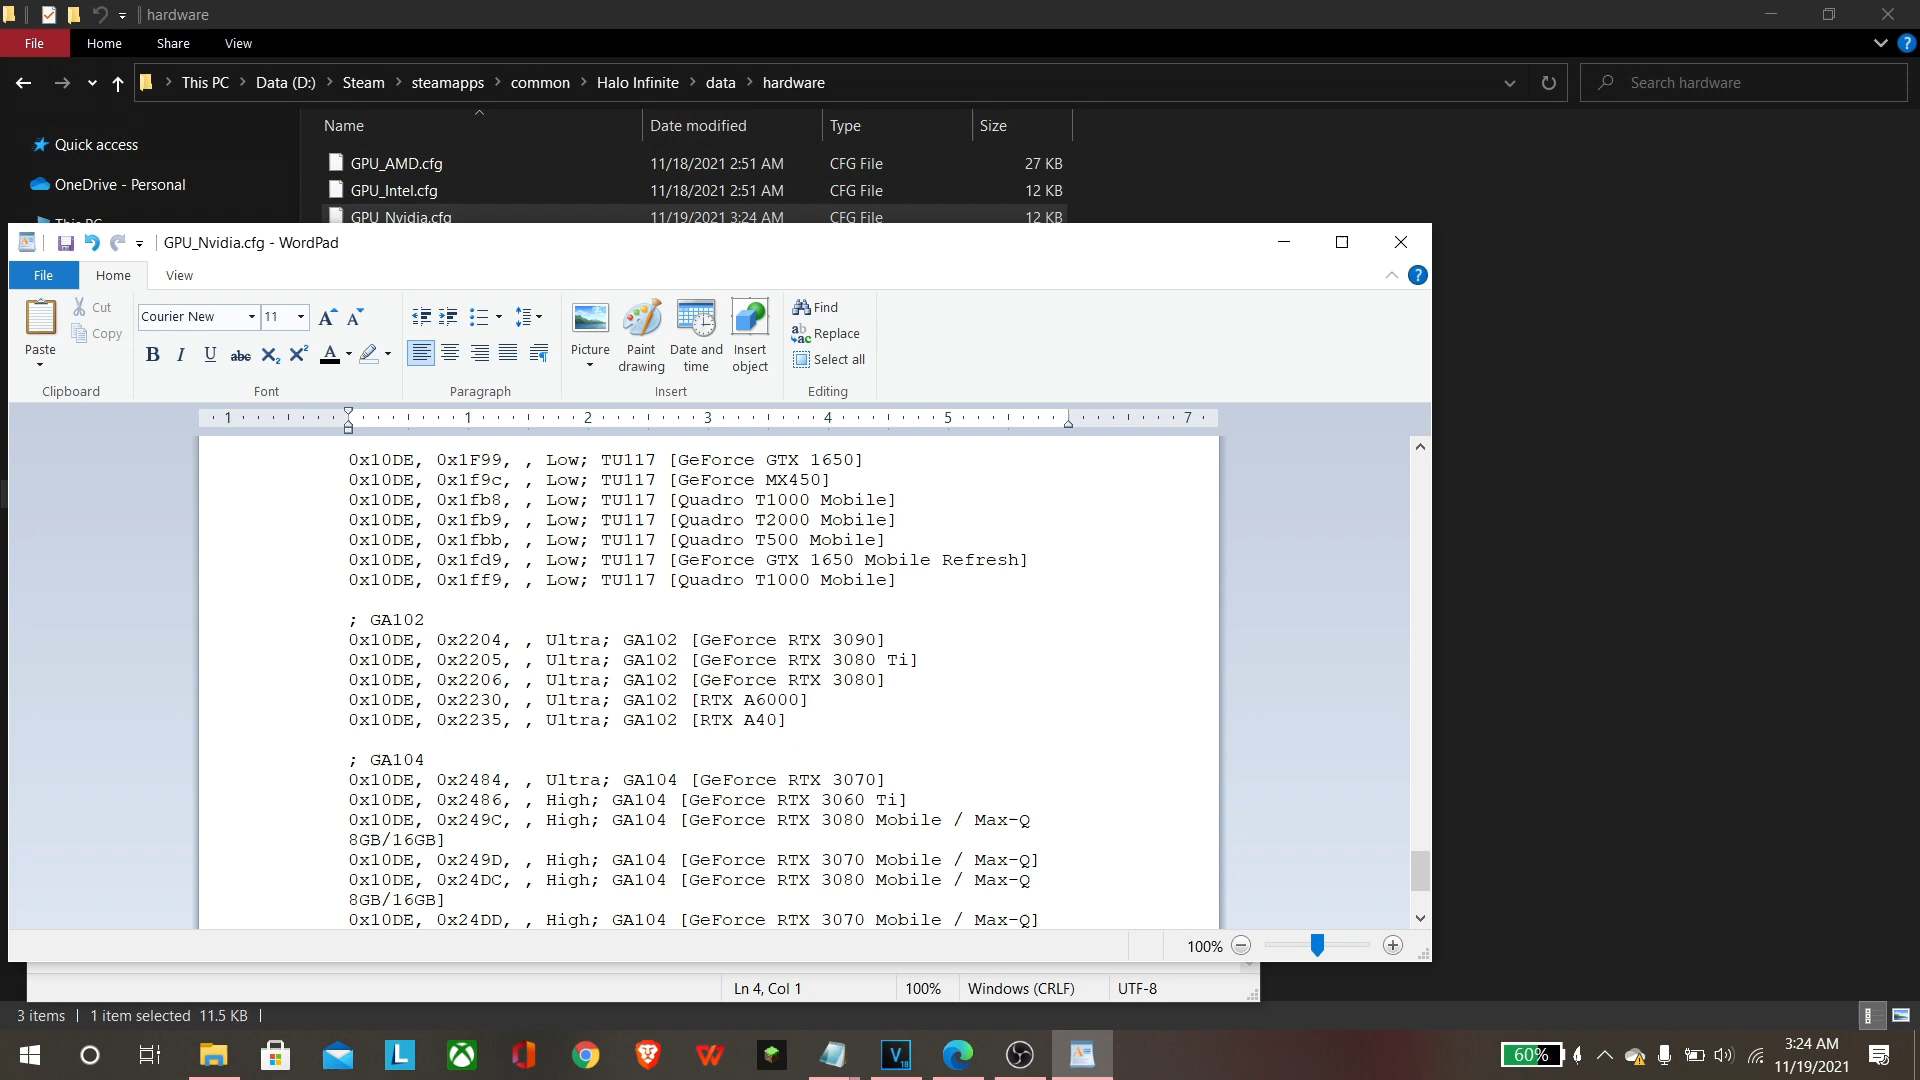 hardware
File Home Share View
This PC Data (D:) Steam steamapps common Halo Infinite data hardware
Search hardware
Name Date modified Type Size
Quick access
OneDrive - Personal
This PC
GPU_AMD.cfg 11/18/2021 2:51 AM CFG File 27 KB
GPU_Intel.cfg 11/18/2021 2:51 AM CFG File 12 KB
GPU_Nvidia.cfg 11/19/2021 3:24 AM CFG File 12 KB
GPU_Nvidia.cfg - WordPad
File Home View
Paste
Cut
Copy
Clipboard
Courier New 11
Font
Paragraph
Picture
Paint drawing
Date and time
Insert object
Insert
Find
Replace
Select all
Editing
1 1 2 3 4 5 7
0x10DE, 0x1F99, , Low; TU117 [GeForce GTX 1650]
0x10DE, 0x1f9c, , Low; TU117 [GeForce MX450]
0x10DE, 0x1fb8, , Low; TU117 [Quadro T1000 Mobile]
0x10DE, 0x1fb9, , Low; TU117 [Quadro T2000 Mobile]
0x10DE, 0x1fbb, , Low; TU117 [Quadro T500 Mobile]
0x10DE, 0x1fd9, , Low; TU117 [GeForce GTX 1650 Mobile Refresh]
0x10DE, 0x1ff9, , Low; TU117 [Quadro T1000 Mobile]
; GA102
0x10DE, 0x2204, , Ultra; GA102 [GeForce RTX 3090]
0x10DE, 0x2205, , Ultra; GA102 [GeForce RTX 3080 Ti]
0x10DE, 0x2206, , Ultra; GA102 [GeForce RTX 3080]
0x10DE, 0x2230, , Ultra; GA102 [RTX A6000]
0x10DE, 0x2235, , Ultra; GA102 [RTX A40]
; GA104
0x10DE, 0x2484, , Ultra; GA104 [GeForce RTX 3070]
0x10DE, 0x2486, , High; GA104 [GeForce RTX 3060 Ti]
0x10DE, 0x249C, , High; GA104 [GeForce RTX 3080 Mobile / Max-Q
8GB/16GB]
0x10DE, 0x249D, , High; GA104 [GeForce RTX 3070 Mobile / Max-Q]
0x10DE, 0x24DC, , High; GA104 [GeForce RTX 3080 Mobile / Max-Q
8GB/16GB]
0x10DE, 0x24DD, , High; GA104 [GeForce RTX 3070 Mobile / Max-Q]
100%
Ln 4, Col 1 100% Windows (CRLF) UTF-8
3 items 1 item selected 11.5 KB
60%
3:24 AM
11/19/2021